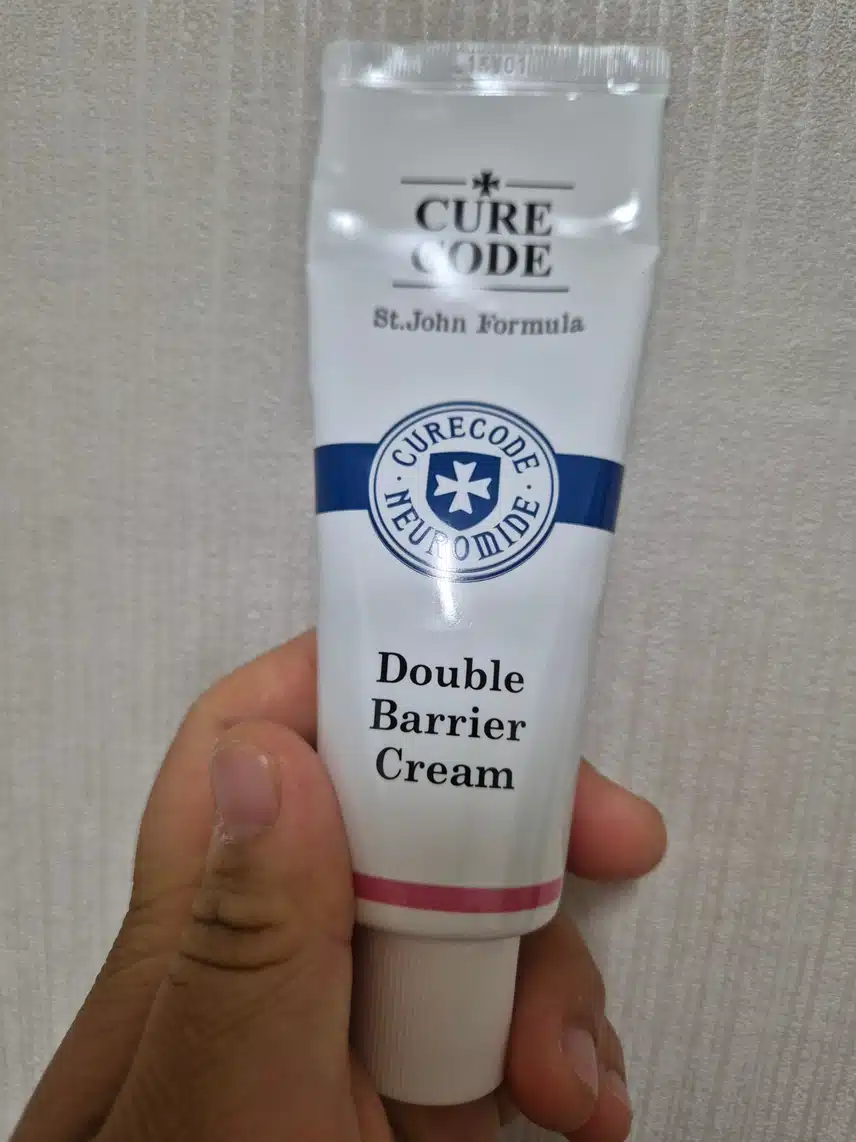 CURE
CODE
St.John Formula
CURECODE
NEUROMIDE
Double
Barrier
Cream